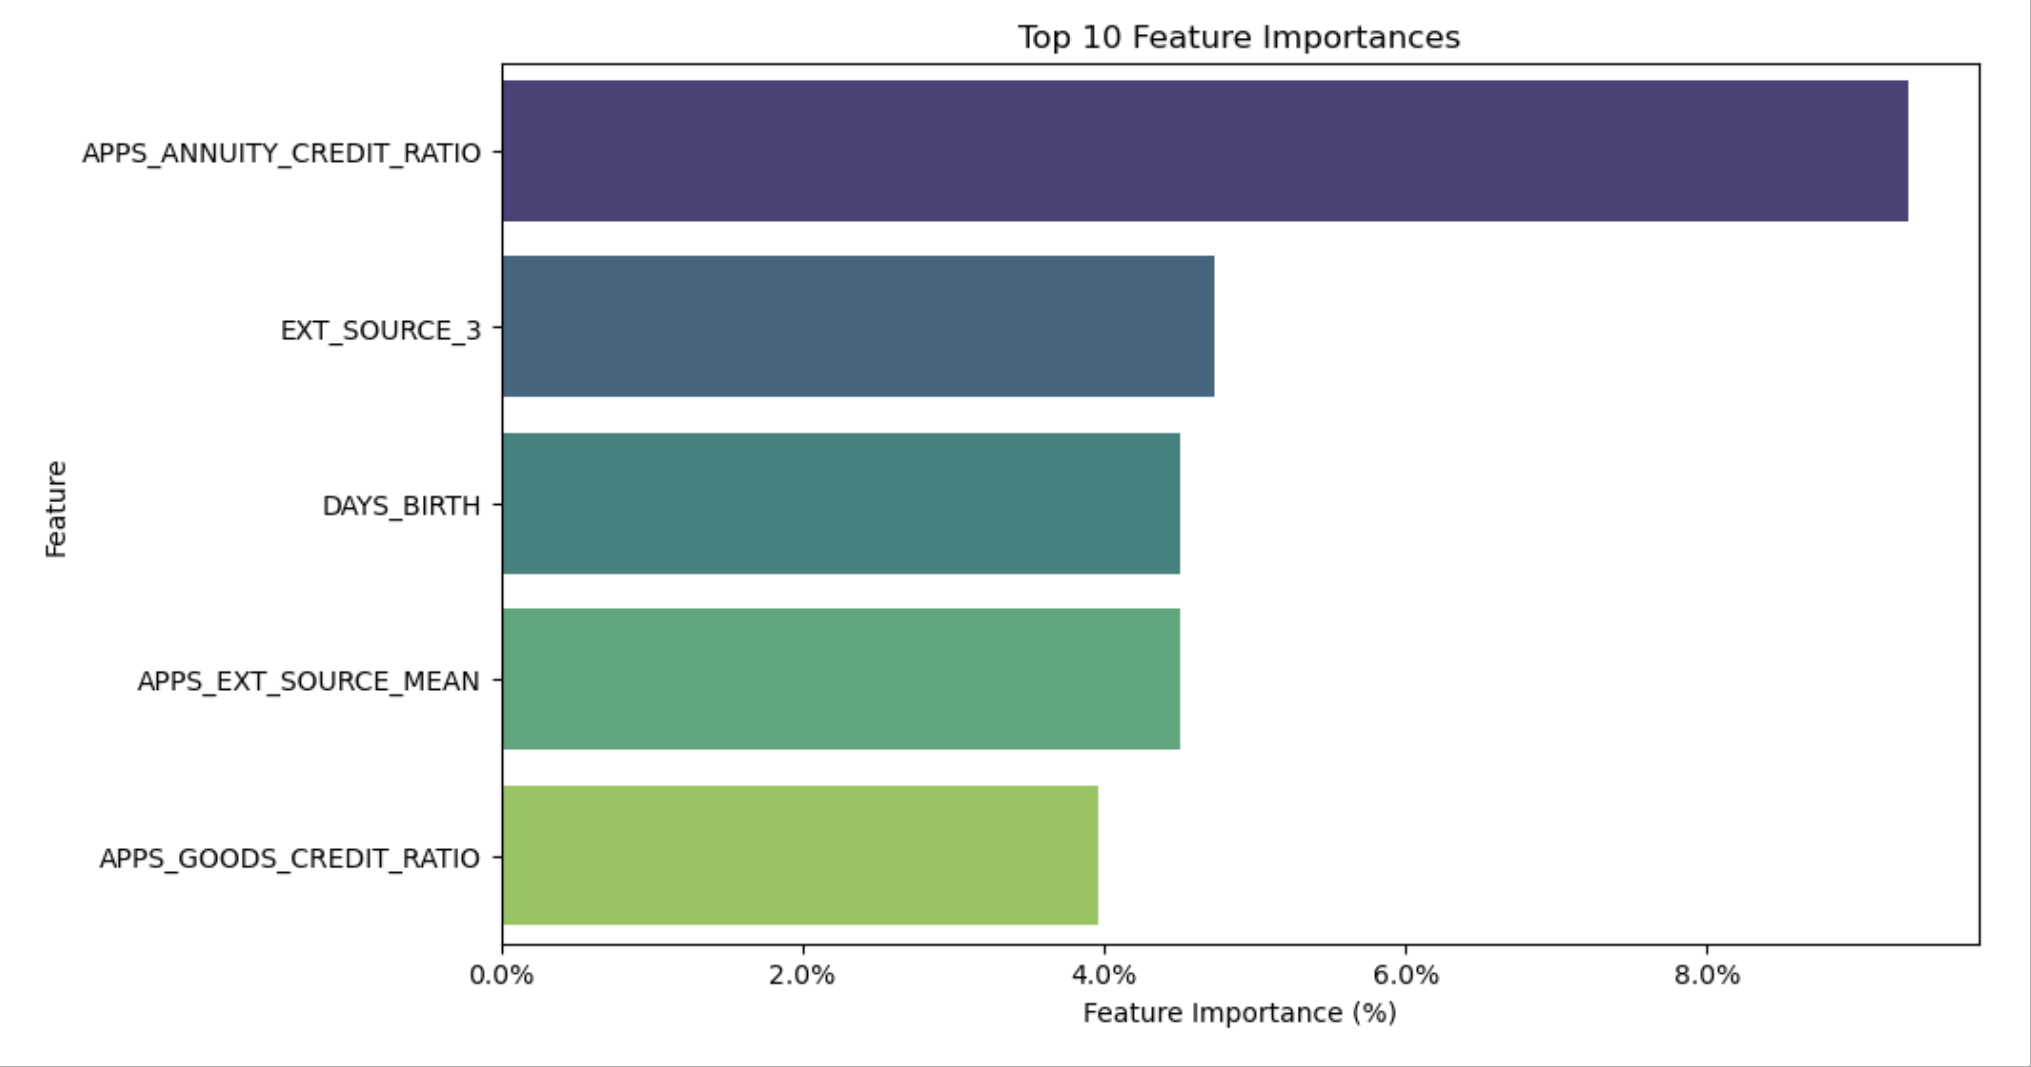 Top 10 Feature Importances
APPS_ANNUITY_CREDIT_RATIO
EXT_SOURCE_3
DAYS_BIRTH
APPS_EXT_SOURCE_MEAN
APPS_GOODS_CREDIT_RATIO
Feature
0.0% 2.0% 4.0% 6.0% 8.0%
Feature Importance (%)